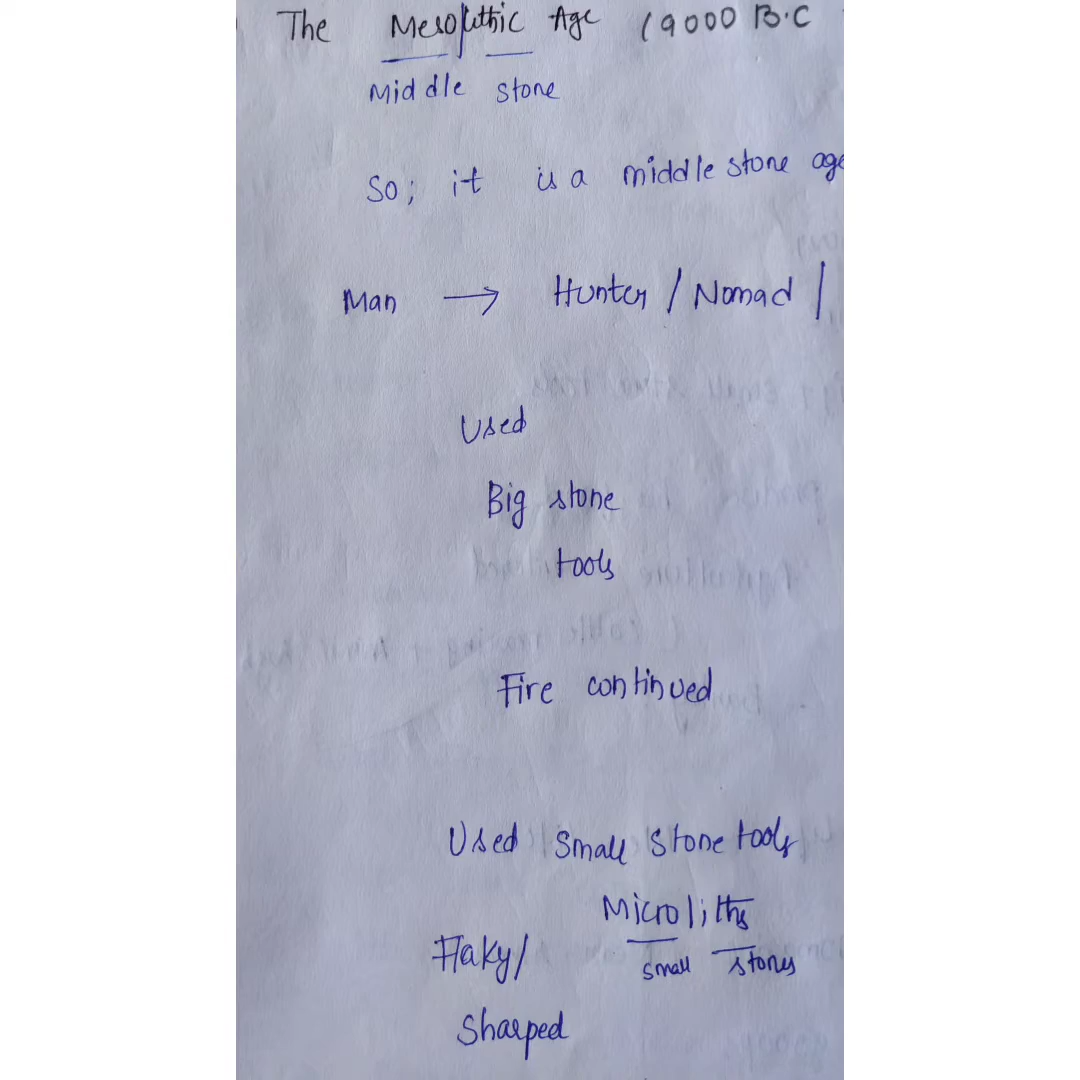 The Mesolithic Age (9000 B.C
Middle stone
So; it is a middle stone age
Man → Hunter / Nomad /
Used
Big stone
tools
Fire continued
Used Small Stone tools
Microliths
Flaky/ small stones
Sharped